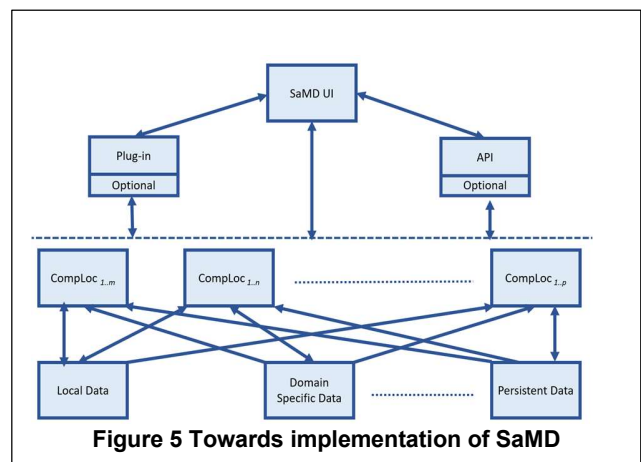 SaMD UI
Plug-in
API
Optional
Optional
CompLoc 1..m
CompLoc 1..n
CompLoc 1..p
Local Data
Domain
Specific Data
Persistent Data
Figure 5 Towards implementation of SaMD